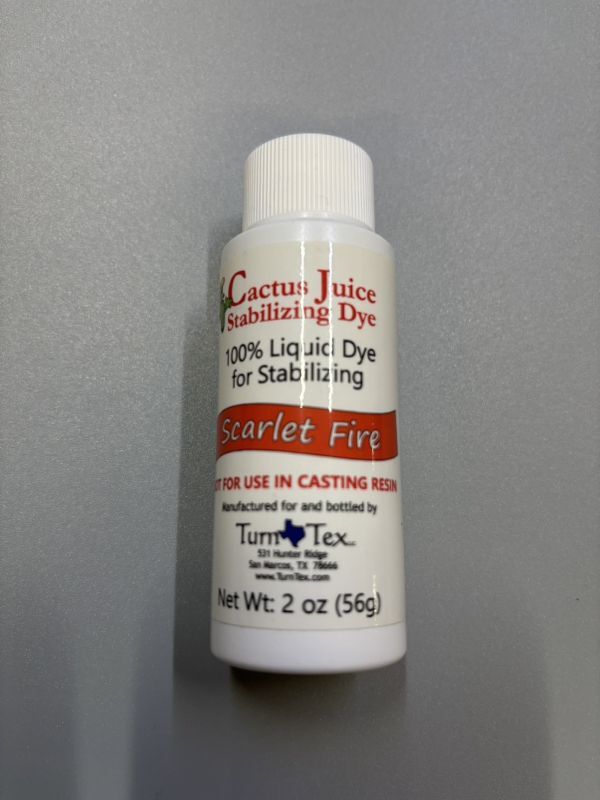 Cactus Juice
Stabilizing Dye
100% Liquid Dye
for Stabilizing
Scarlet Fire
FOR USE IN CASTING RESIN
Manufactured for and bottled by
Turn Tex LLC
531 Hunter Ridge
San Marcos, TX 78666
www.TurnTex.com
Net Wt: 2 oz (56g)